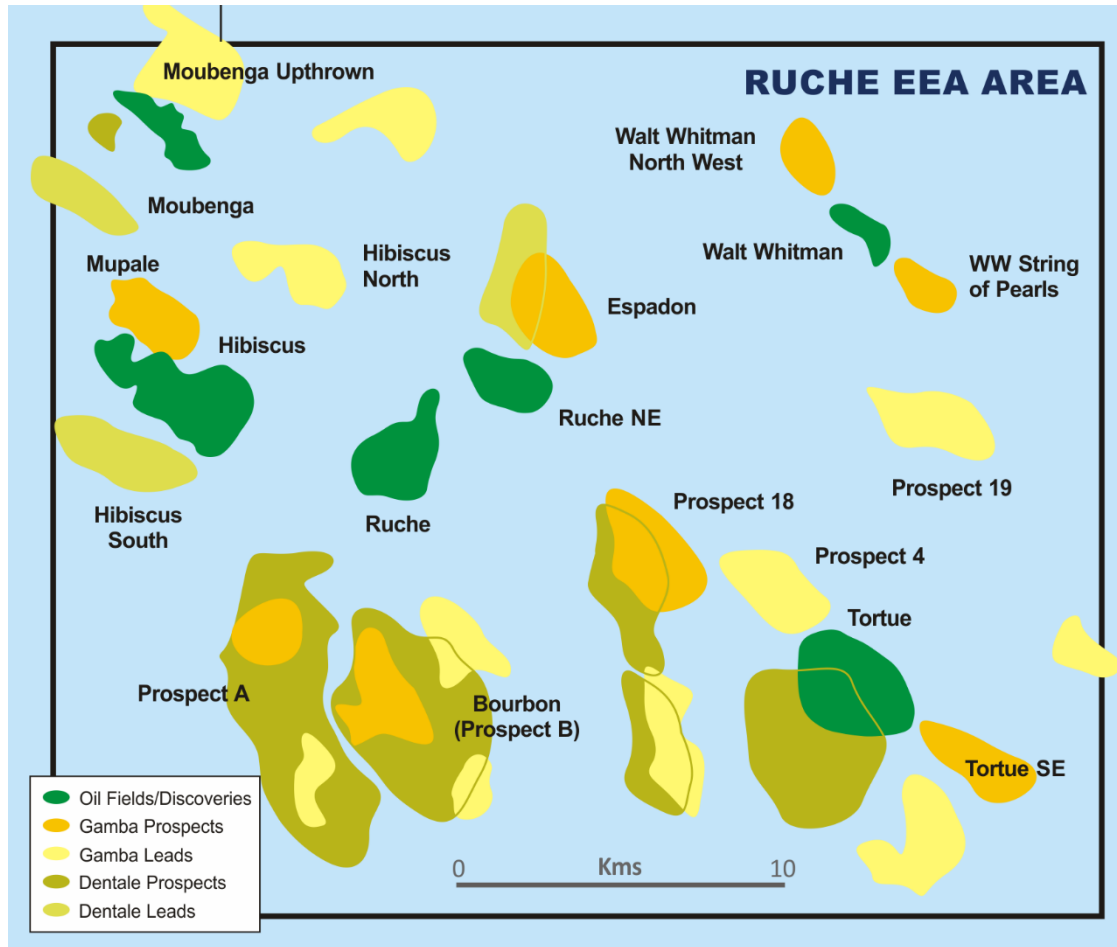 Moubenga Upthrown
RUCHE EEA AREA
Walt Whitman
North West
Moubenga
Walt Whitman
Mupale
Hibiscus
North
WW String
of Pearls
Espadon
Hibiscus
Ruche NE
Prospect 19
Hibiscus
South
Ruche
Prospect 18
Prospect 4
Tortue
Prospect A
Bourbon
(Prospect B)
Tortue SE
Oil Fields/Discoveries
Gamba Prospects
Gamba Leads
Dentale Prospects
Dentale Leads
0 Kms 10